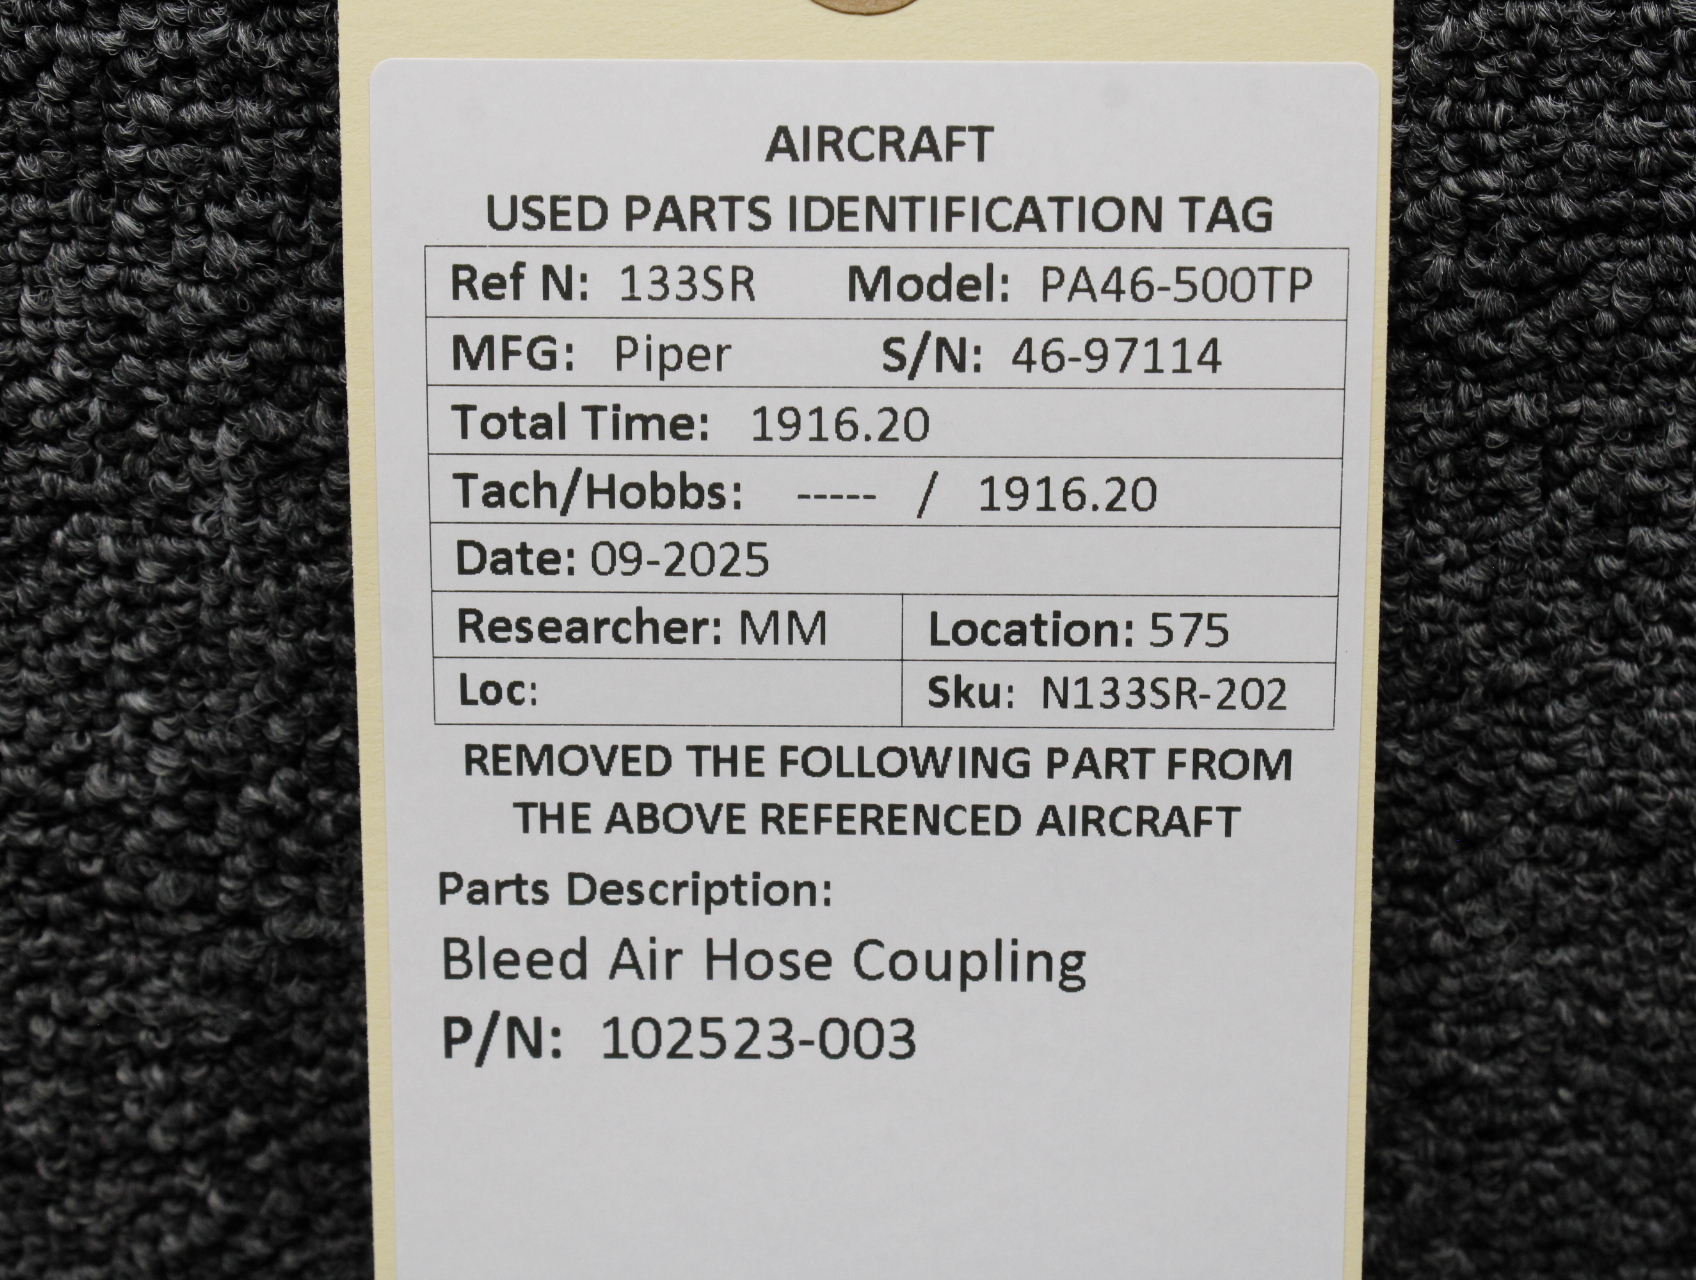 AIRCRAFT
USED PARTS IDENTIFICATION TAG
Ref N: 133SR Model: PA46-500TP
MFG: Piper S/N: 46-97114
Total Time: 1916.20
Tach/Hobbs: ----- / 1916.20
Date: 09-2025
Researcher: MM Location: 575
Loc: Sku: N133SR-202
REMOVED THE FOLLOWING PART FROM
THE ABOVE REFERENCED AIRCRAFT
Parts Description:
Bleed Air Hose Coupling
P/N: 102523-003